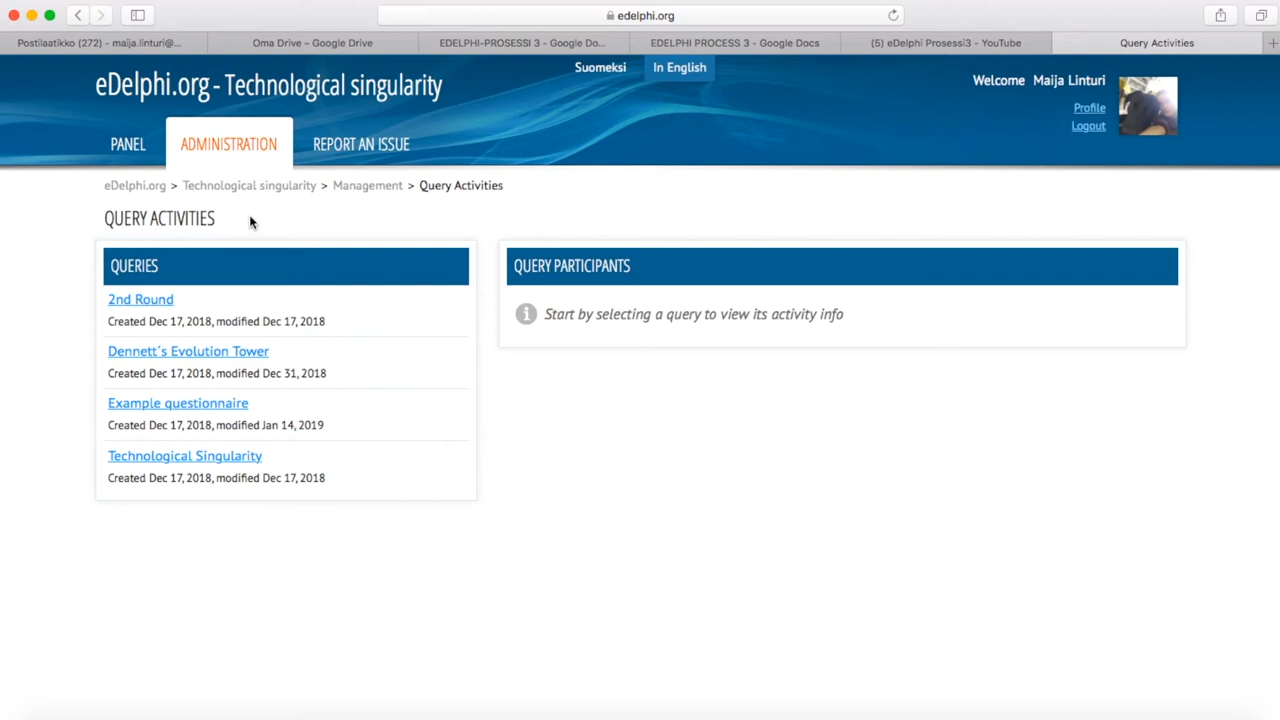 edelphi.org
Postilaatikko (272) – maija.linturi@...
Oma Drive – Google Drive
EDELPHI-PROSESSI 3 - Google Do...
EDELPHI PROCESS 3 - Google Docs
(5) eDelphi Prosessi3 - YouTube
Query Activities
eDelphi.org - Technological singularity
Suomeksi
In English
Welcome Maija Linturi
Profile
Logout
PANEL
ADMINISTRATION
REPORT AN ISSUE
eDelphi.org > Technological singularity > Management > Query Activities
QUERY ACTIVITIES
QUERIES
2nd Round
Created Dec 17, 2018, modified Dec 17, 2018
Dennett´s Evolution Tower
Created Dec 17, 2018, modified Dec 31, 2018
Example questionnaire
Created Dec 17, 2018, modified Jan 14, 2019
Technological Singularity
Created Dec 17, 2018, modified Dec 17, 2018
QUERY PARTICIPANTS
Start by selecting a query to view its activity info